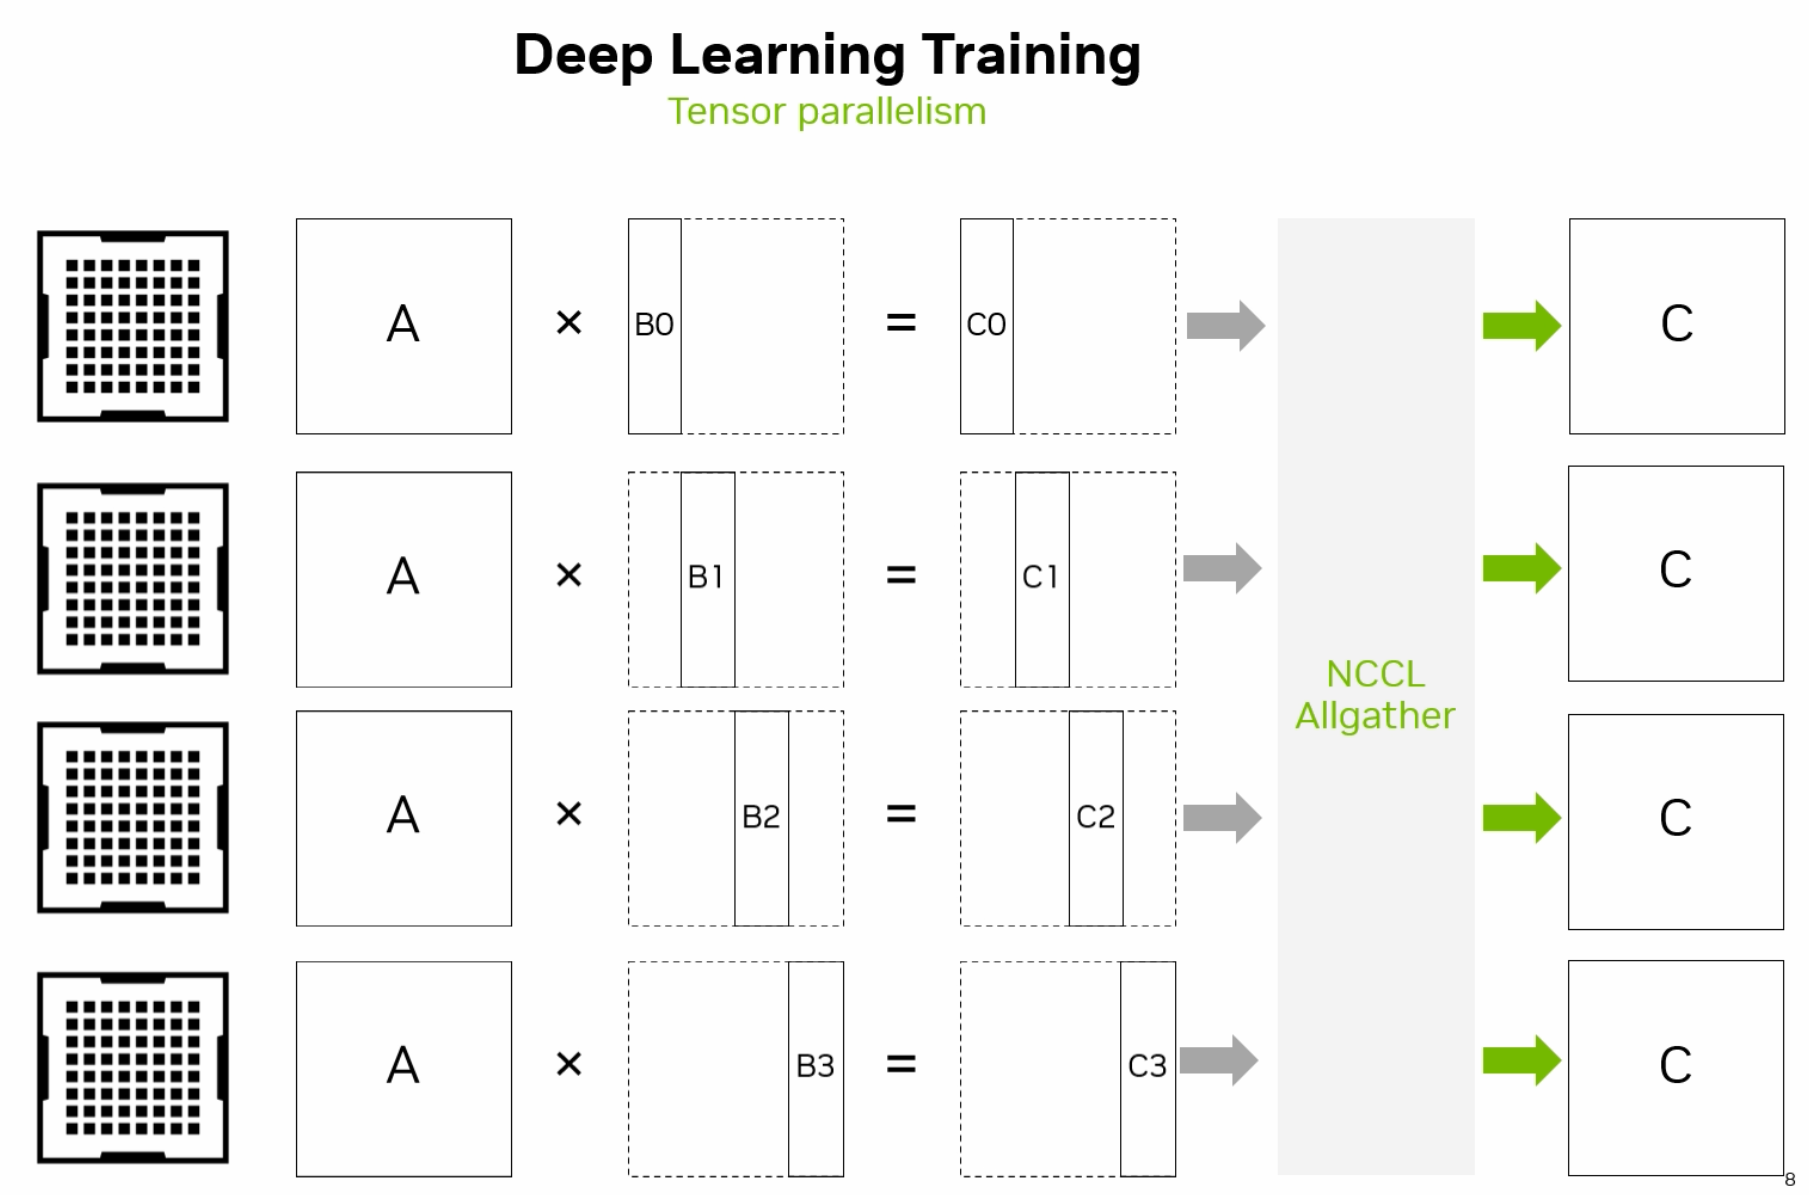 Deep Learning Training
Tensor parallelism
A × B0 = C0 C
A × B1 = C1 C
NCCL
Allgather
A × B2 = C2 C
A × B3 = C3 C
8